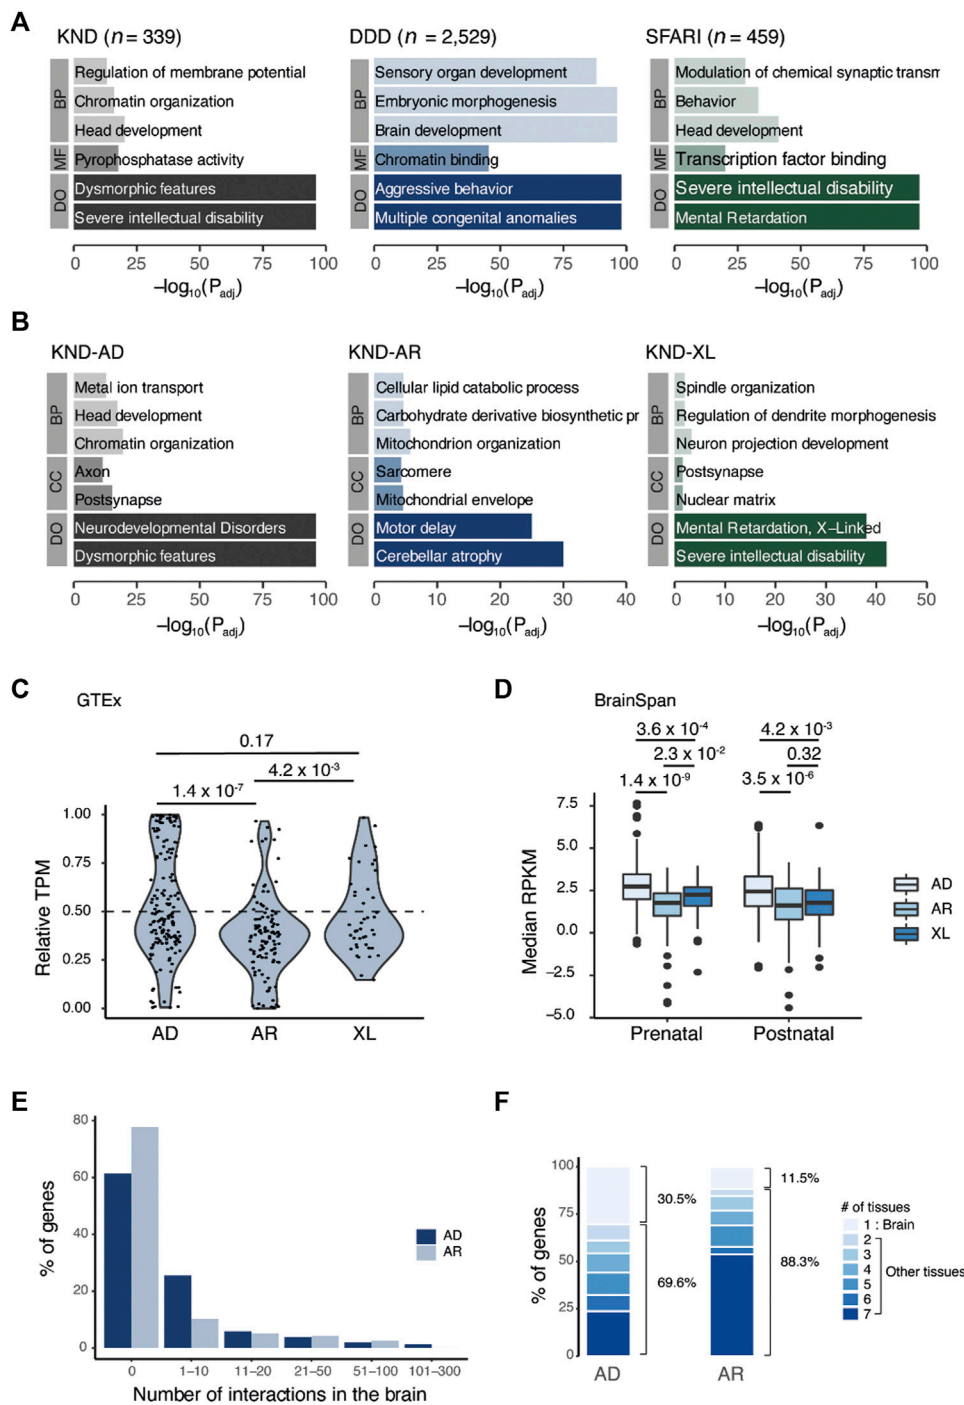 A
KND (n = 339)
DDD (n = 2,529)
SFARI (n = 459)
BP
Regulation of membrane potential
Chromatin organization
Head development
MF
Pyrophosphatase activity
DO
Dysmorphic features
Severe intellectual disability
0 25 50 75 100
–log10(Padj)
BP
Sensory organ development
Embryonic morphogenesis
Brain development
MF
Chromatin binding
DO
Aggressive behavior
Multiple congenital anomalies
0 25 50 75 100
–log10(Padj)
BP
Modulation of chemical synaptic transm
Behavior
Head development
MF
Transcription factor binding
DO
Severe intellectual disability
Mental Retardation
0 25 50 75 100
–log10(Padj)
B
KND-AD
BP
Metal ion transport
Head development
Chromatin organization
CC
Axon
Postsynapse
DO
Neurodevelopmental Disorders
Dysmorphic features
0 25 50 75 100
–log10(Padj)
KND-AR
BP
Cellular lipid catabolic process
Carbohydrate derivative biosynthetic pr
Mitochondrion organization
CC
Sarcomere
Mitochondrial envelope
DO
Motor delay
Cerebellar atrophy
0 10 20 30 40
–log10(Padj)
KND-XL
BP
Spindle organization
Regulation of dendrite morphogenesis
Neuron projection development
CC
Postsynapse
Nuclear matrix
DO
Mental Retardation, X–Linked
Severe intellectual disability
0 10 20 30 40 50
–log10(Padj)
C
GTEx
0.17
4.2 x 10-3
1.4 x 10-7
Relative TPM
1.00
0.75
0.50
0.25
0.00
AD AR XL
D
BrainSpan
3.6 x 10-4
2.3 x 10-2
1.4 x 10-9
4.2 x 10-3
0.32
3.5 x 10-6
Median RPKM
7.5
5.0
2.5
0.0
–2.5
–5.0
Prenatal Postnatal
AD
AR
XL
E
% of genes
80
60
40
20
0
AD
AR
0 1–10 11–20 21–50 51–100 101–300
Number of interactions in the brain
F
% of genes
100
75
50
25
0
30.5%
69.6%
11.5%
88.3%
AD AR
# of tissues
1 : Brain
2
3
4
5
6
7
Other tissues